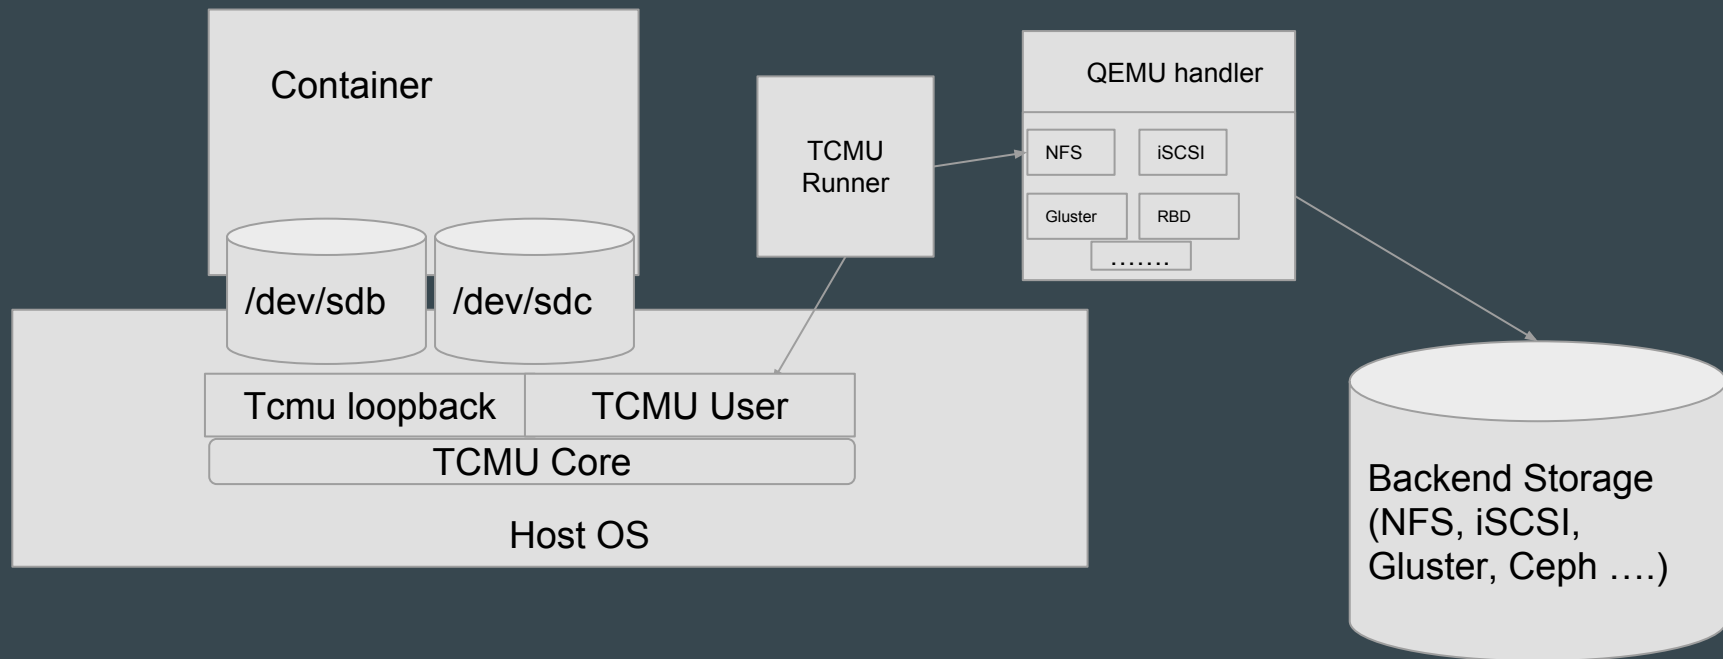 Container
/dev/sdb
/dev/sdc
Tcmu loopback
TCMU User
TCMU Core
Host OS
TCMU
Runner
QEMU handler
NFS
iSCSI
Gluster
RBD
.......
Backend Storage
(NFS, iSCSI,
Gluster, Ceph ….)